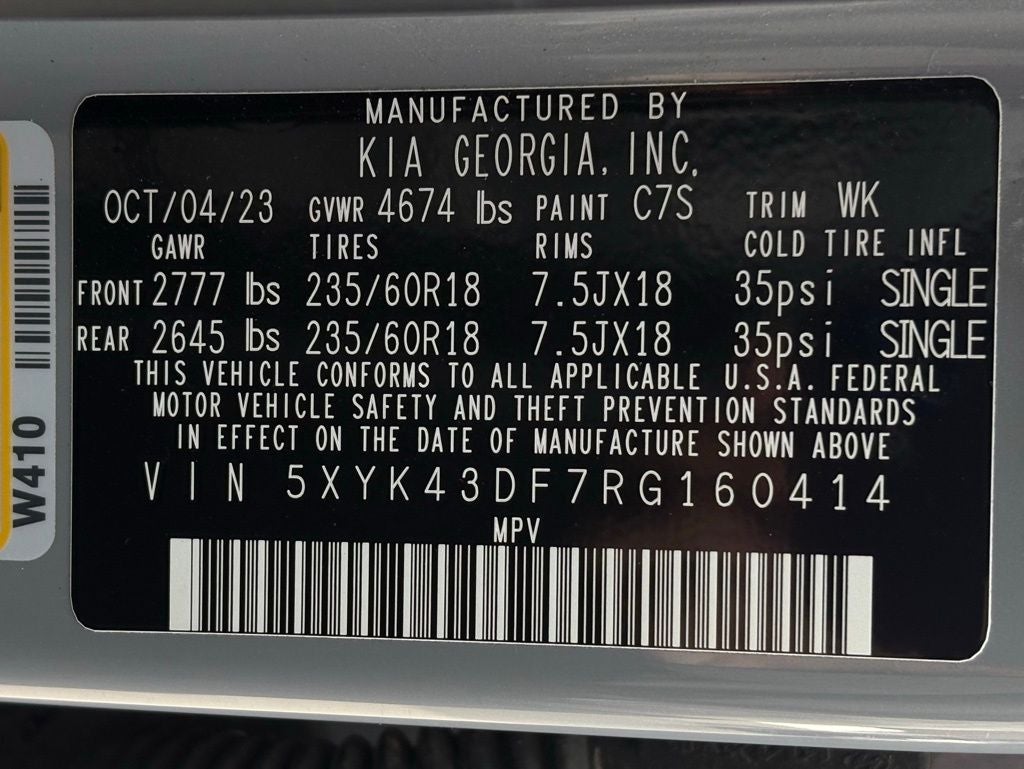 MANUFACTURED BY
KIA GEORGIA, INC.
OCT/04/23 GVWR 4674 lbs PAINT C7S TRIM WK
GAWR TIRES RIMS COLD TIRE INFL
FRONT 2777 lbs 235/60R18 7.5JX18 35psi SINGLE
REAR 2645 lbs 235/60R18 7.5JX18 35psi SINGLE
THIS VEHICLE CONFORMS TO ALL APPLICABLE U.S.A. FEDERAL
MOTOR VEHICLE SAFETY AND THEFT PREVENTION STANDARDS
IN EFFECT ON THE DATE OF MANUFACTURE SHOWN ABOVE
VIN 5XYK43DF7RG160414
MPV
W410